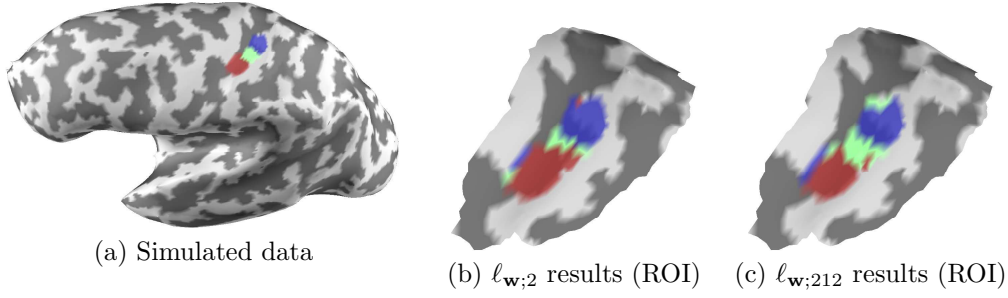 (a) Simulated data
(b) ℓ𝐰;2 results (ROI)
(c) ℓ𝐰;212 results (ROI)